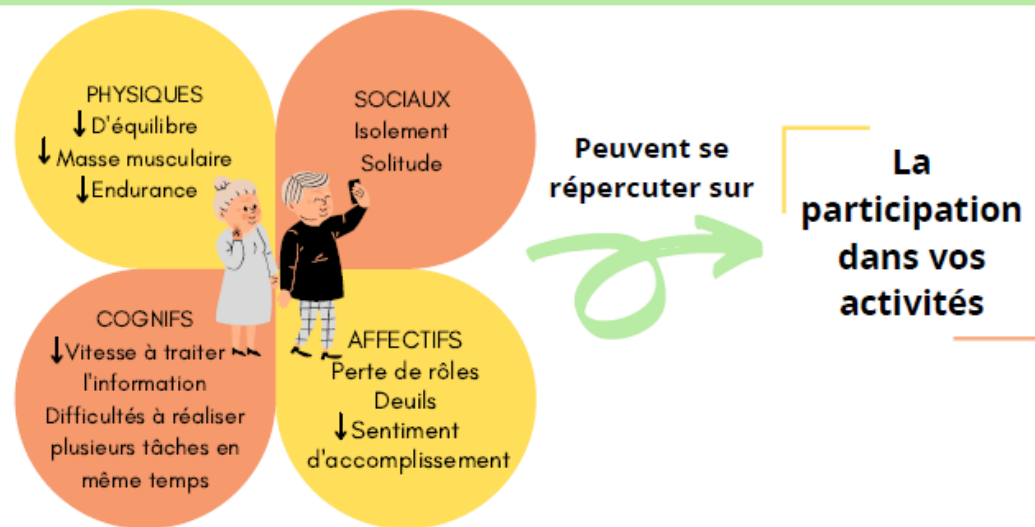 PHYSIQUES
↓ D'équilibre
↓ Masse musculaire
↓ Endurance
SOCIAUX
Isolement
Solitude
COGNIFS
↓ Vitesse à traiter
l'information
Difficultés à réaliser
plusieurs tâches en
même temps
AFFECTIFS
Perte de rôles
Deuils
↓ Sentiment
d'accomplissement
Peuvent se
répercuter sur
La
participation
dans vos
activités